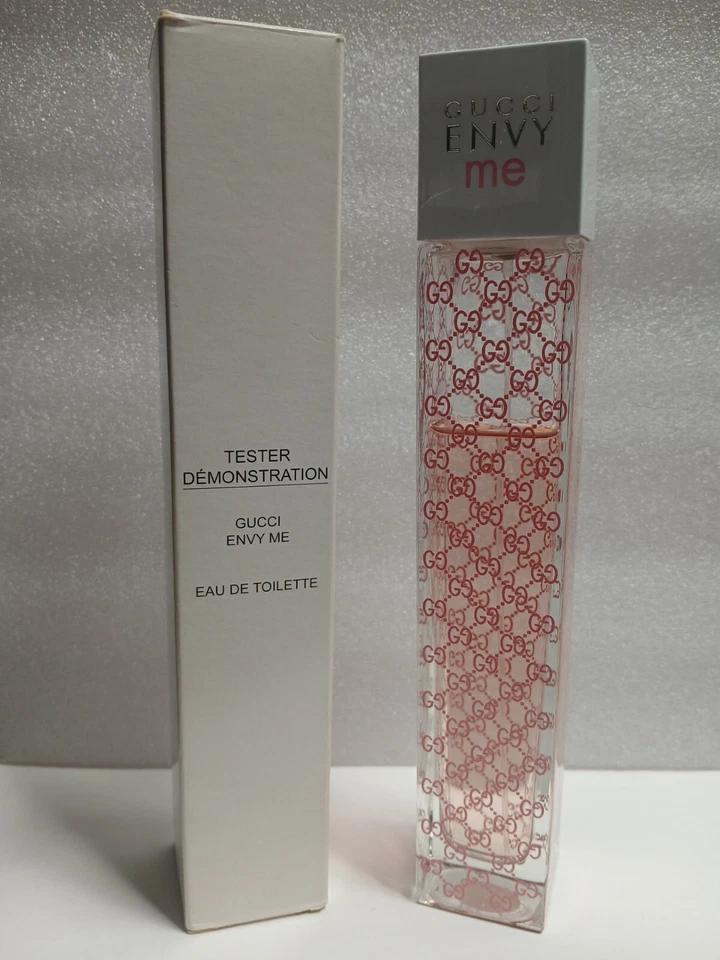 TESTER
DÉMONSTRATION
GUCCI
ENVY ME
EAU DE TOILETTE
GUCCI
ENVY
me